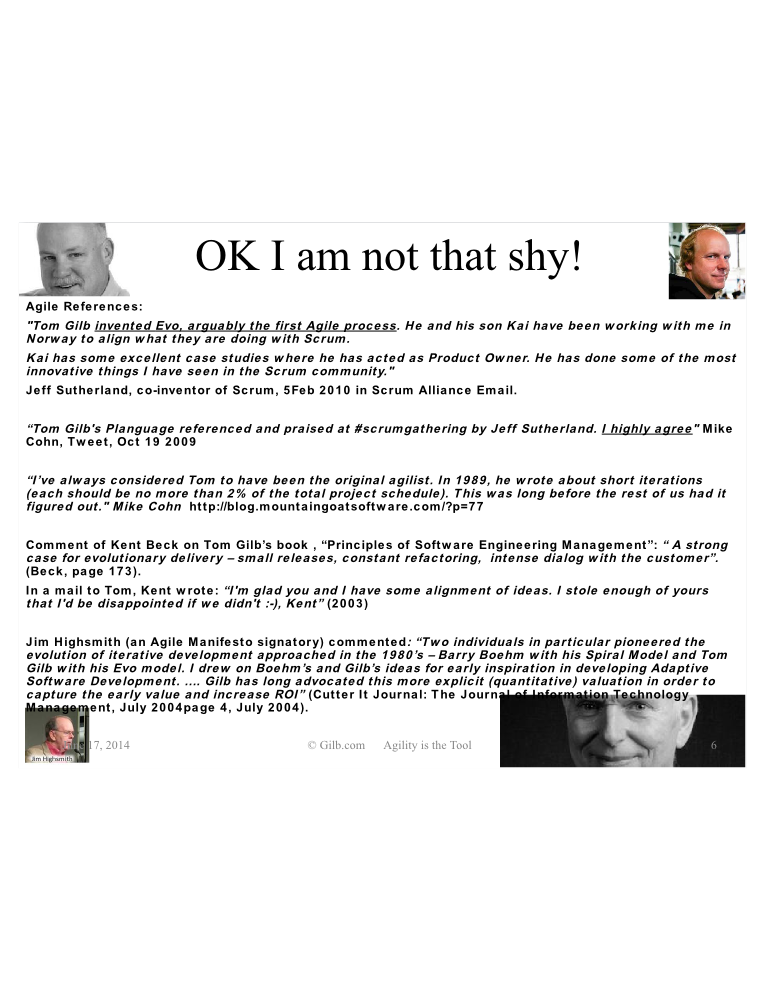 OK I am not that shy!
Agile References:
"Tom Gilb invented Evo, arguably the first Agile process. He and his son Kai have been working with me in
Norway to align what they are doing with Scrum.
Kai has some excellent case studies where he has acted as Product Owner. He has done some of the most
innovative things I have seen in the Scrum community."
Jeff Sutherland, co-inventor of Scrum, 5Feb 2010 in Scrum Alliance Email.
“Tom Gilb's Planguage referenced and praised at #scrumgathering by Jeff Sutherland. I highly agree" Mike
Cohn, Tweet, Oct 19 2009
“I’ve always considered Tom to have been the original agilist. In 1989, he wrote about short iterations
(each should be no more than 2% of the total project schedule). This was long before the rest of us had it
figured out." Mike Cohn http://blog.mountaingoatsoftware.com/?p=77
Comment of Kent Beck on Tom Gilb’s book , “Principles of Software Engineering Management”: “ A strong
case for evolutionary delivery – small releases, constant refactoring, intense dialog with the customer”.
(Beck, page 173).
In a mail to Tom, Kent wrote: “I'm glad you and I have some alignment of ideas. I stole enough of yours
that I'd be disappointed if we didn't :-), Kent” (2003)
Jim Highsmith (an Agile Manifesto signatory) commented: “Two individuals in particular pioneered the
evolution of iterative development approached in the 1980’s – Barry Boehm with his Spiral Model and Tom
Gilb with his Evo model. I drew on Boehm’s and Gilb’s ideas for early inspiration in developing Adaptive
Software Development. …. Gilb has long advocated this more explicit (quantitative) valuation in order to
capture the early value and increase ROI” (Cutter It Journal: The Journal of Information Technology
Management, July 2004page 4, July 2004).
17, 2014
© Gilb.com Agility is the Tool
6
Jim Highsmith